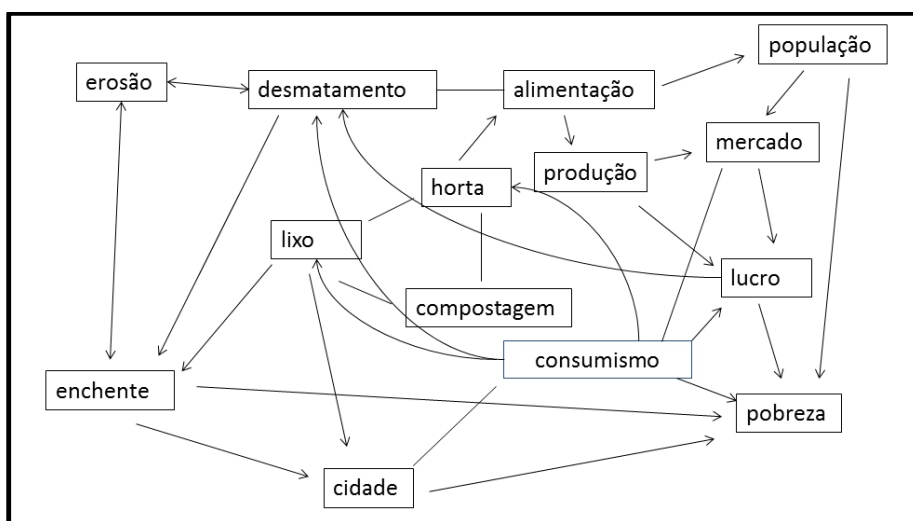 população
erosão
desmatamento
alimentação
mercado
produção
horta
lixo
lucro
compostagem
consumismo
enchente
pobreza
cidade